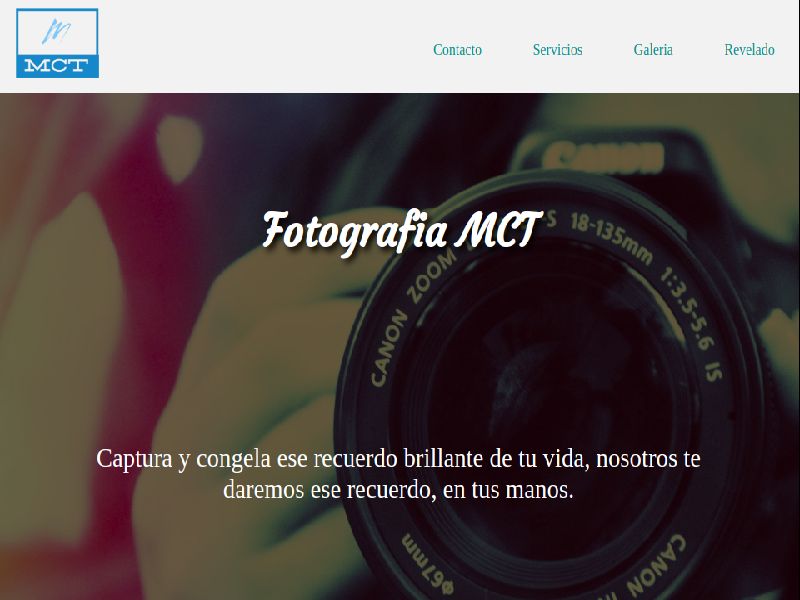 MCT
Contacto
Servicios
Galeria
Revelado
Canon
Fotografia MCT
CANON ZOOM
S 18-135mm 1:3.5-5.6 IS
Captura y congela ese recuerdo brillante de tu vida, nosotros te
daremos ese recuerdo, en tus manos.
φ67mm
CANON